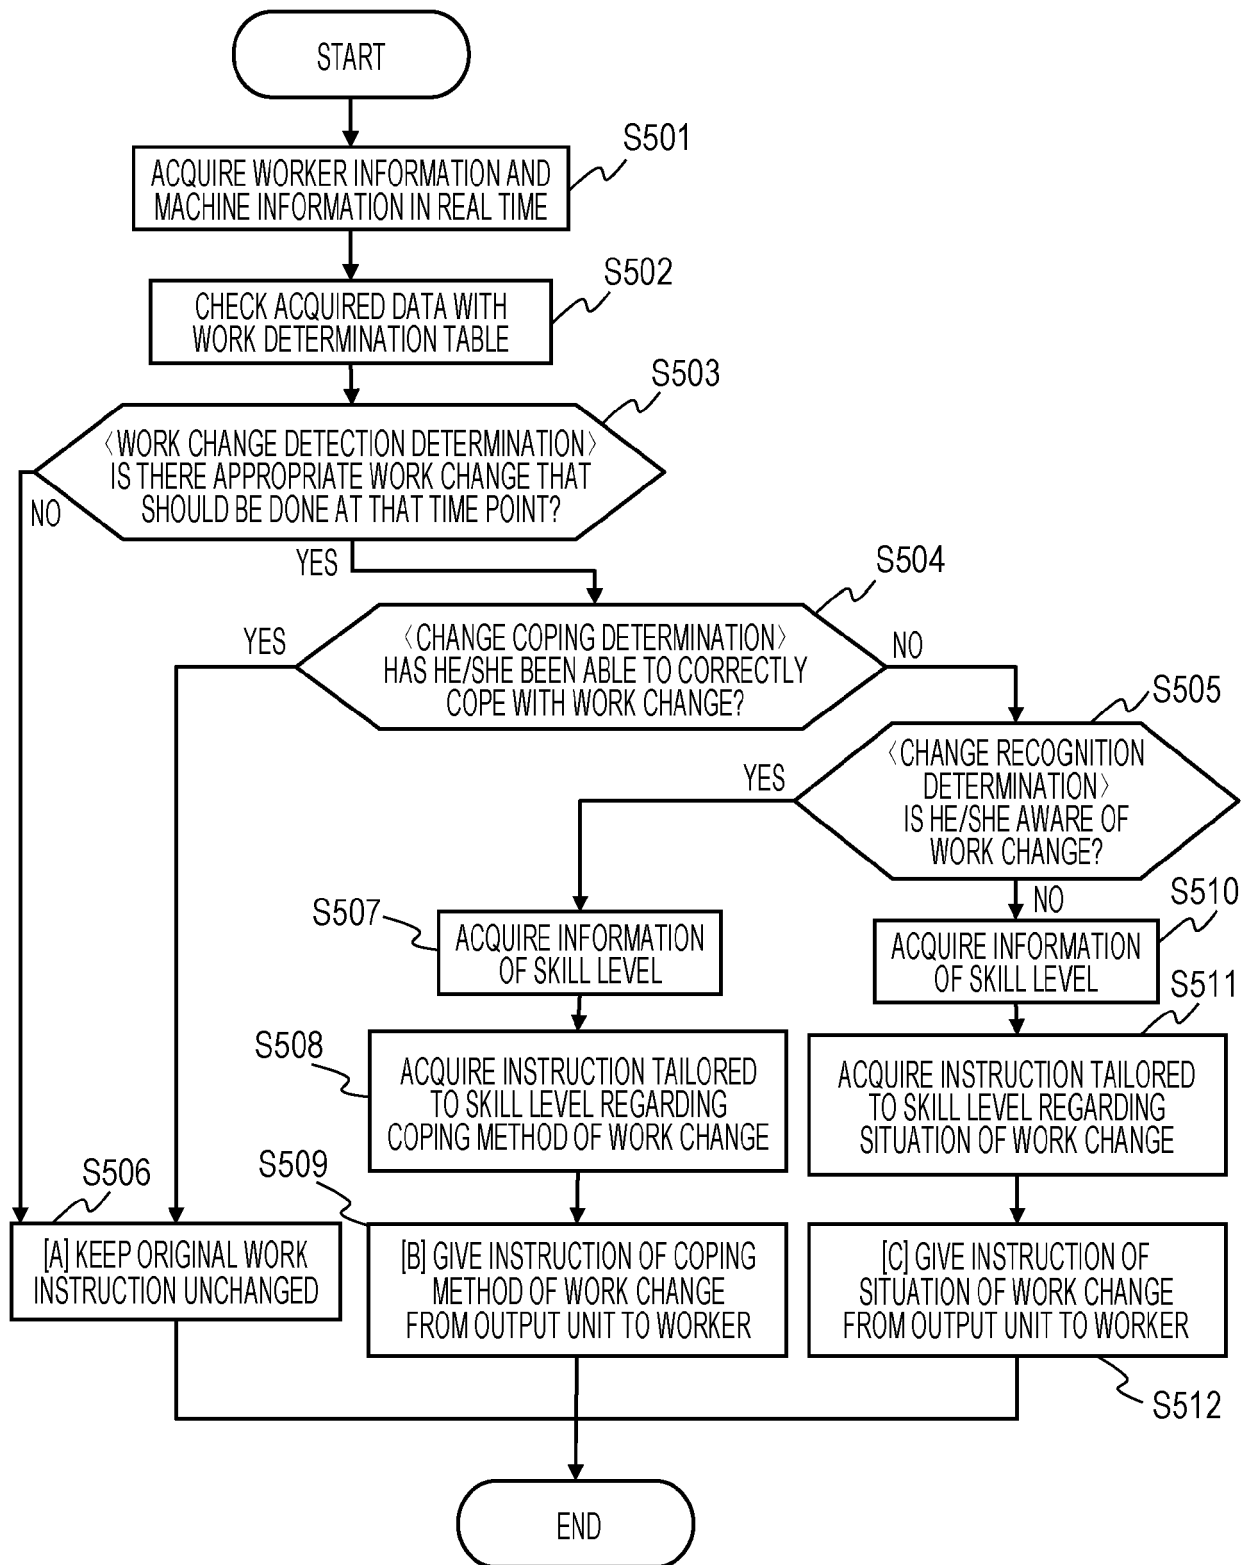 START
S501
ACQUIRE WORKER INFORMATION AND
MACHINE INFORMATION IN REAL TIME
S502
CHECK ACQUIRED DATA WITH
WORK DETERMINATION TABLE
S503
〈WORK CHANGE DETECTION DETERMINATION〉
IS THERE APPROPRIATE WORK CHANGE THAT
SHOULD BE DONE AT THAT TIME POINT?
NO
YES
S504
YES
〈CHANGE COPING DETERMINATION〉
HAS HE/SHE BEEN ABLE TO CORRECTLY
COPE WITH WORK CHANGE?
NO
S505
YES
〈CHANGE RECOGNITION
DETERMINATION〉
IS HE/SHE AWARE OF
WORK CHANGE?
NO
S507
ACQUIRE INFORMATION
OF SKILL LEVEL
S510
ACQUIRE INFORMATION
OF SKILL LEVEL
S508
ACQUIRE INSTRUCTION TAILORED
TO SKILL LEVEL REGARDING
COPING METHOD OF WORK CHANGE
S511
ACQUIRE INSTRUCTION TAILORED
TO SKILL LEVEL REGARDING
SITUATION OF WORK CHANGE
S506
[A] KEEP ORIGINAL WORK
INSTRUCTION UNCHANGED
S509
[B] GIVE INSTRUCTION OF COPING
METHOD OF WORK CHANGE
FROM OUTPUT UNIT TO WORKER
[C] GIVE INSTRUCTION OF
SITUATION OF WORK CHANGE
FROM OUTPUT UNIT TO WORKER
S512
END